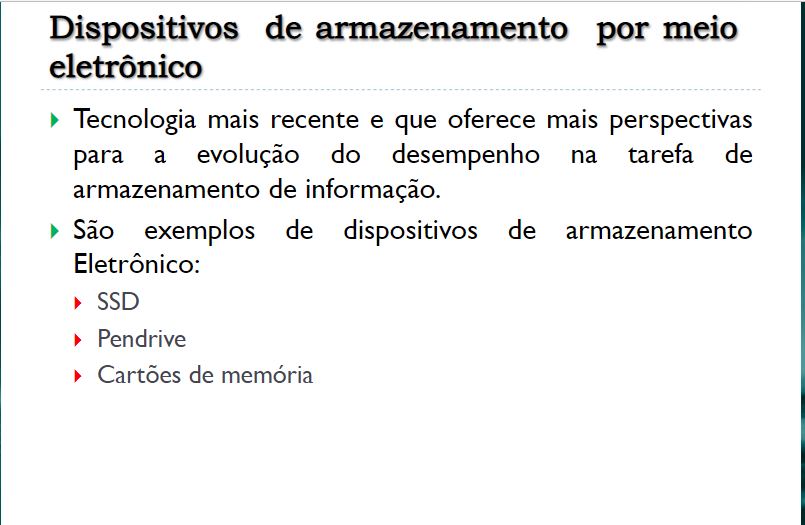 Dispositivos de armazenamento por meio
eletrônico
Tecnologia mais recente e que oferece mais perspectivas
para a evolução do desempenho na tarefa de
armazenamento de informação.
São exemplos de dispositivos de armazenamento
Eletrônico:
SSD
Pendrive
Cartões de memória